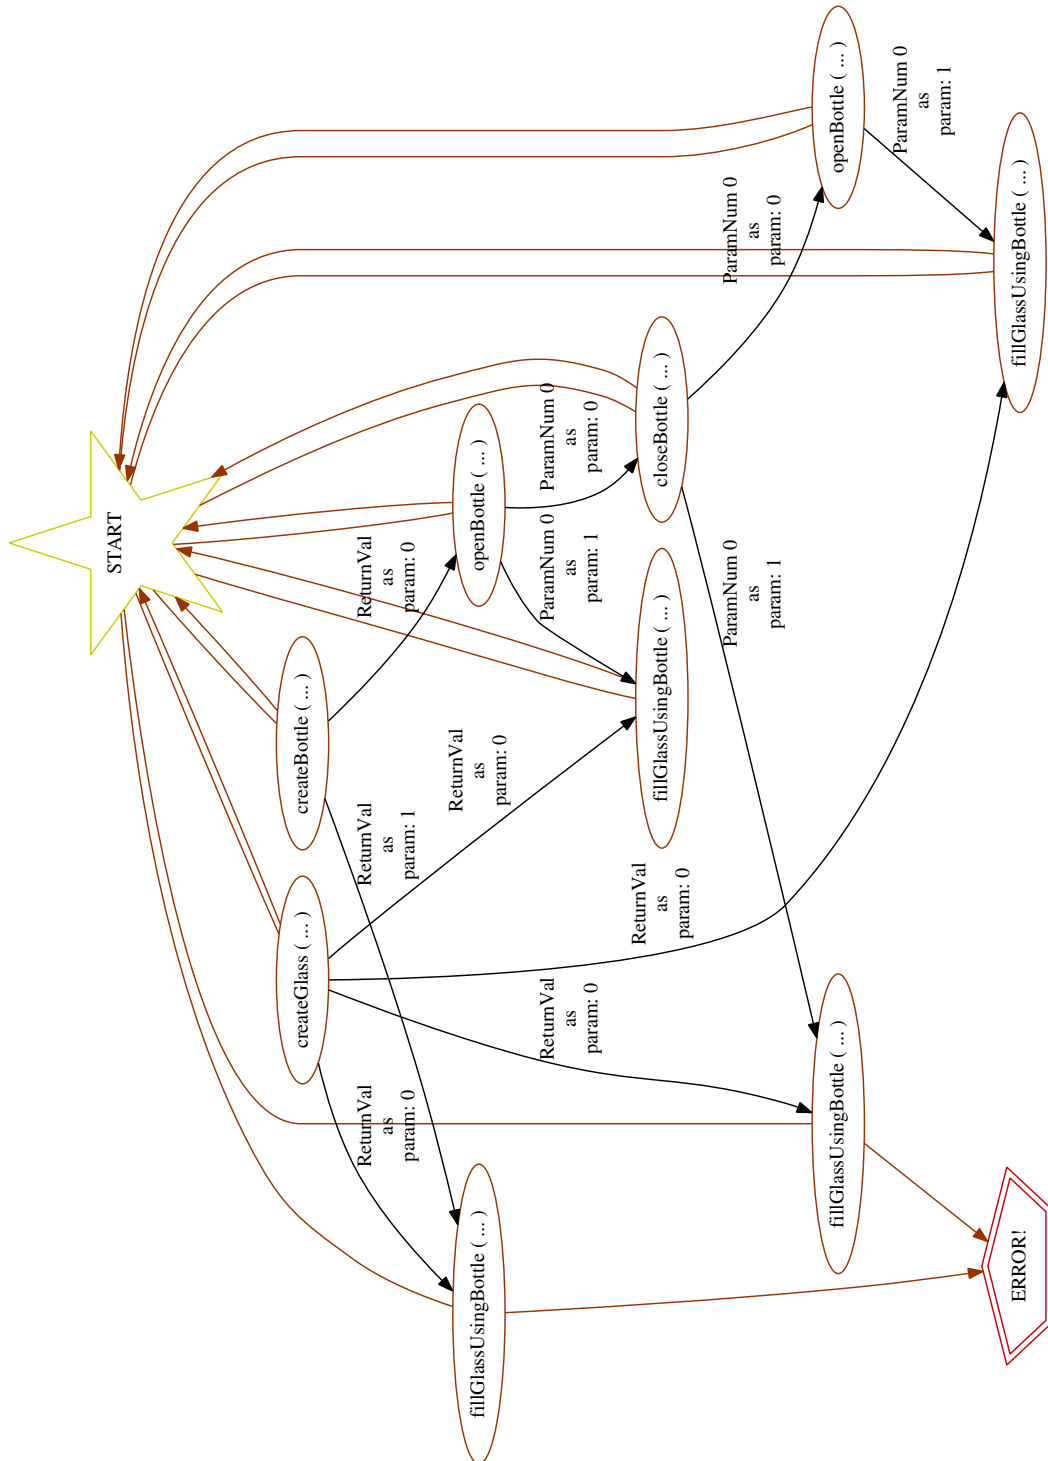 START
createGlass ( ... )
createBottle ( ... )
ReturnVal
as
param: 0
ReturnVal
as
param: 1
ReturnVal
as
param: 0
fillGlassUsingBottle ( ... )
openBottle ( ... )
ReturnVal
as
param: 0
ReturnVal
as
param: 0
ParamNum 0
as
param: 1
ParamNum 0
as
param: 0
ReturnVal
as
param: 0
fillGlassUsingBottle ( ... )
closeBottle ( ... )
ParamNum 0
as
param: 1
ParamNum 0
as
param: 0
fillGlassUsingBottle ( ... )
openBottle ( ... )
ParamNum 0
as
param: 1
ERROR!
fillGlassUsingBottle ( ... )